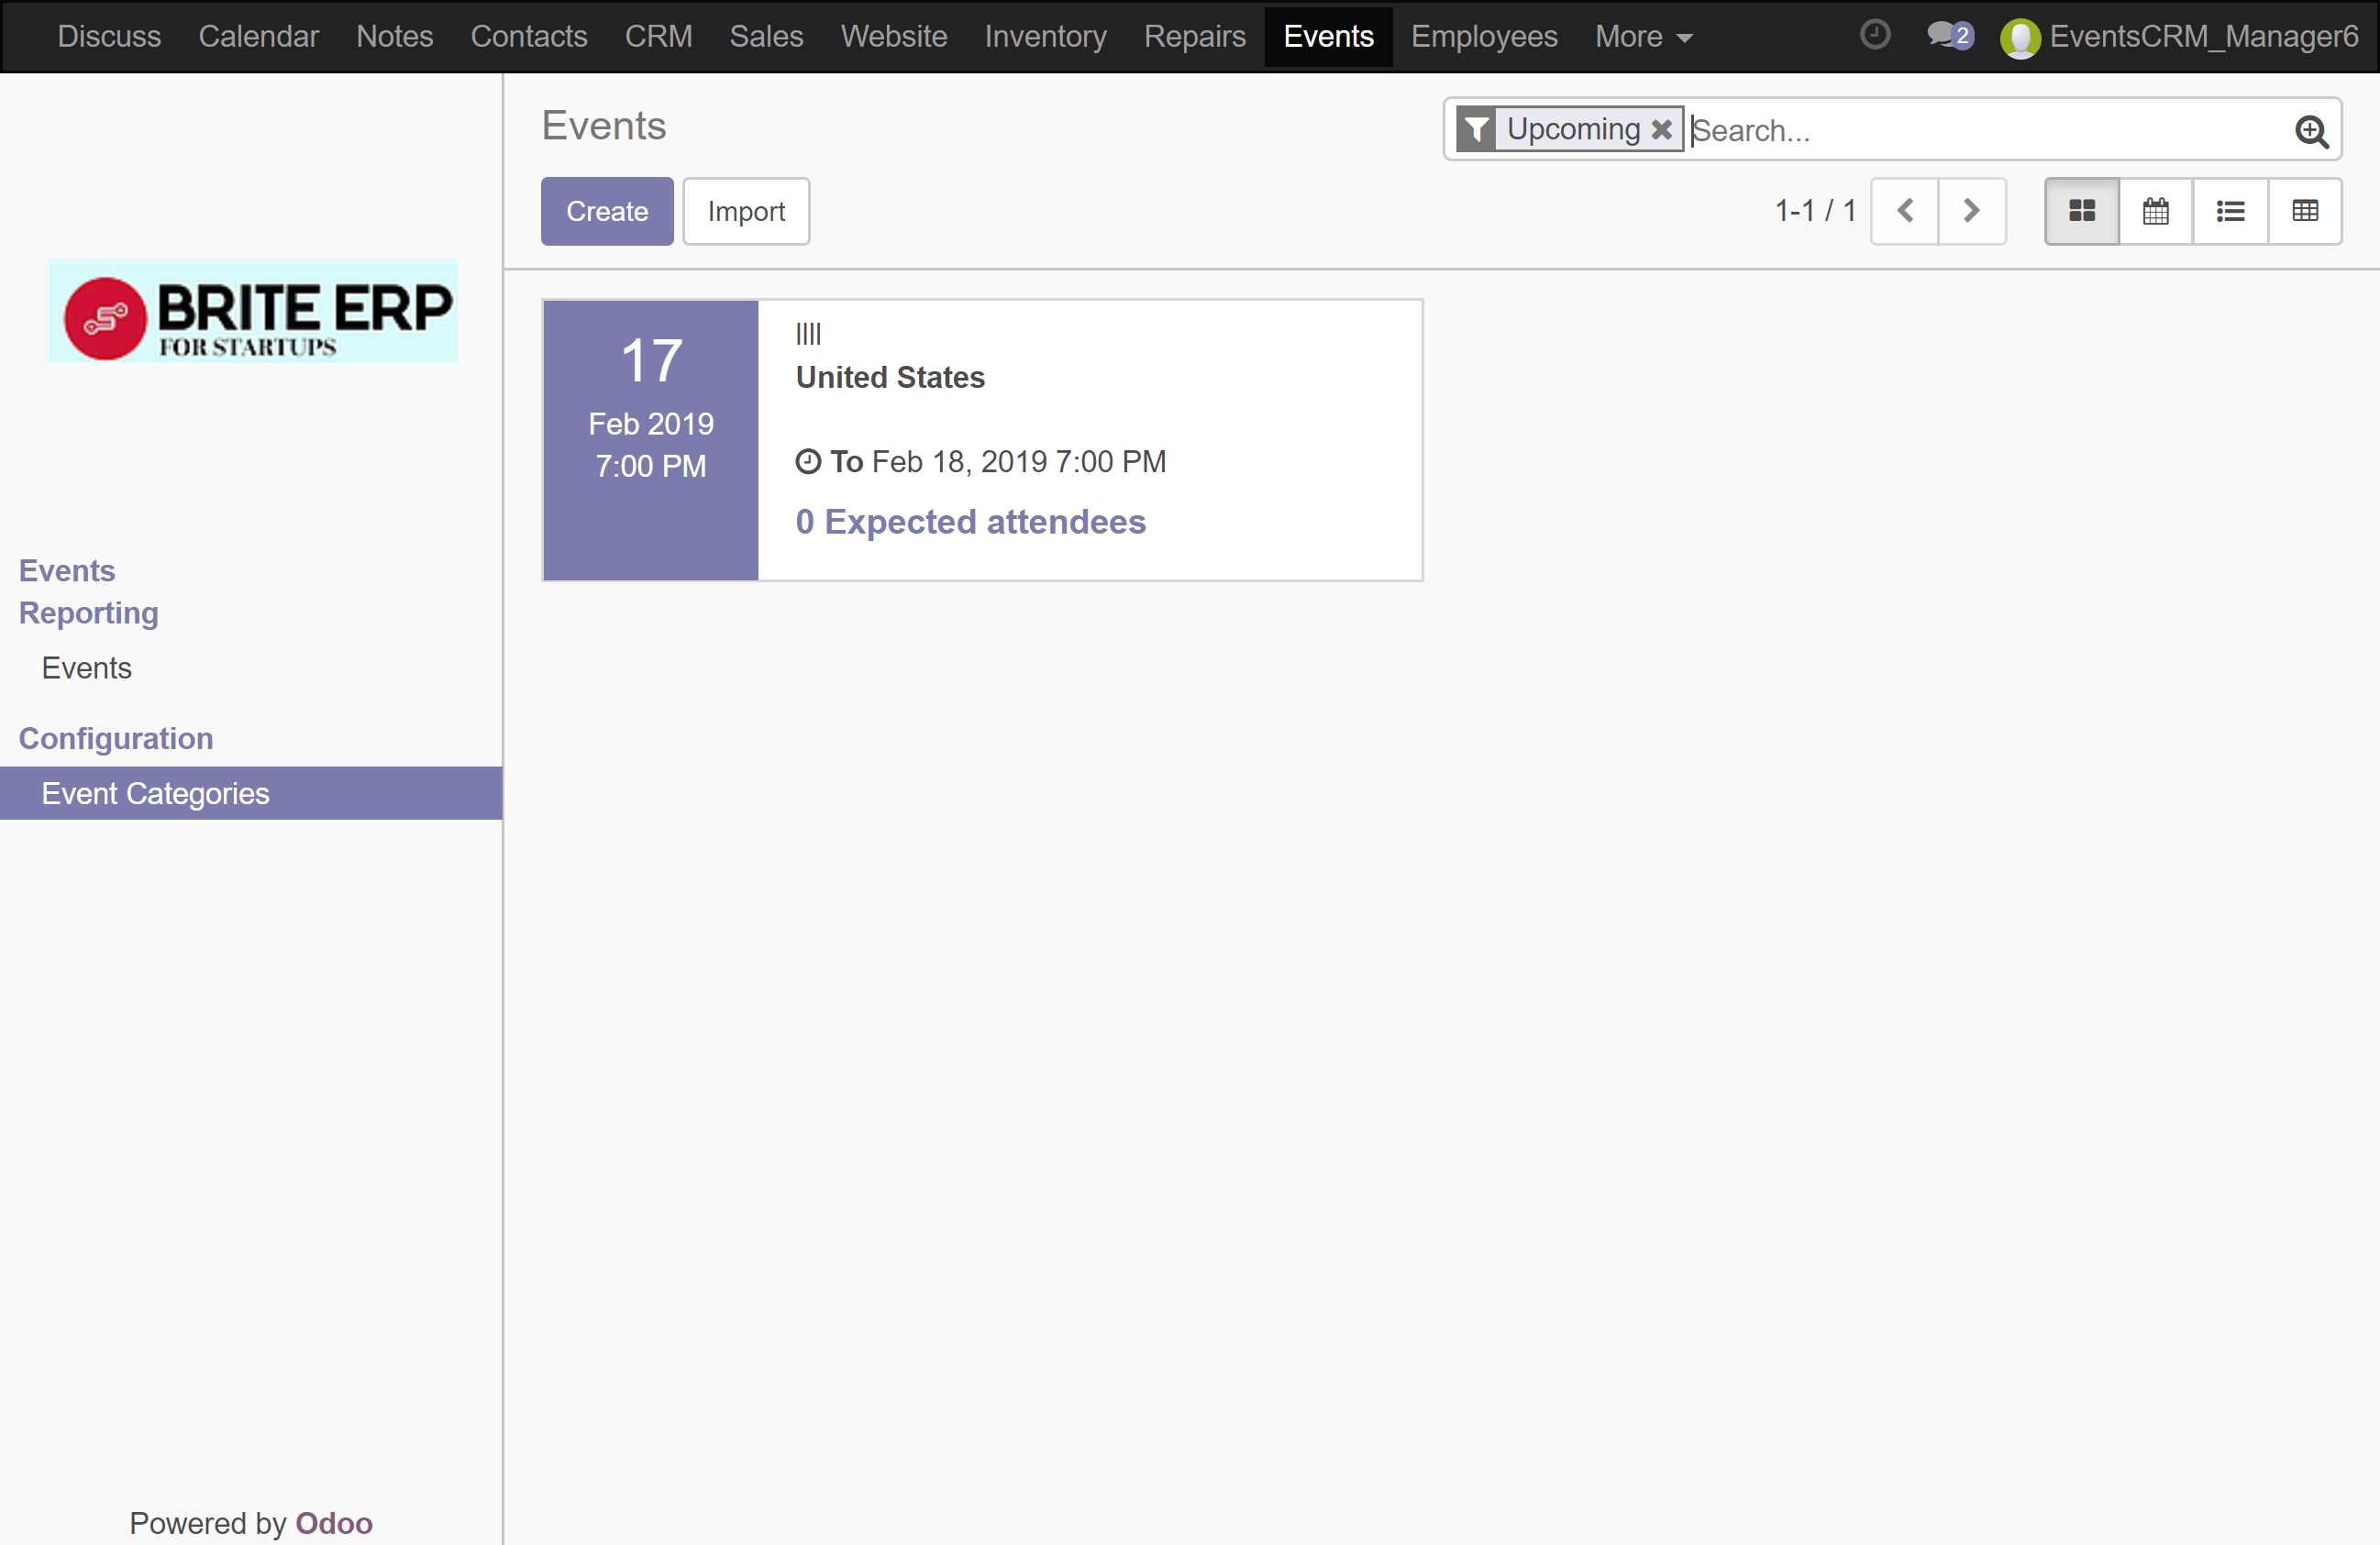 Discuss Calendar Notes Contacts CRM Sales Website Inventory Repairs Events Employees More 2 EventsCRM_Manager6
BRITE ERP
FOR STARTUPS
Events
Reporting
Events
Configuration
Event Categories
Powered by Odoo
Events
Upcoming Search...
Create Import
1-1 / 1
17
Feb 2019
7:00 PM
llll
United States
To Feb 18, 2019 7:00 PM
0 Expected attendees